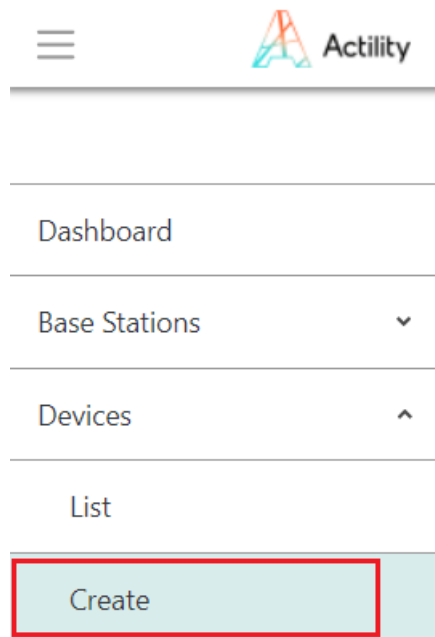 Actility
Dashboard
Base Stations
Devices
List
Create